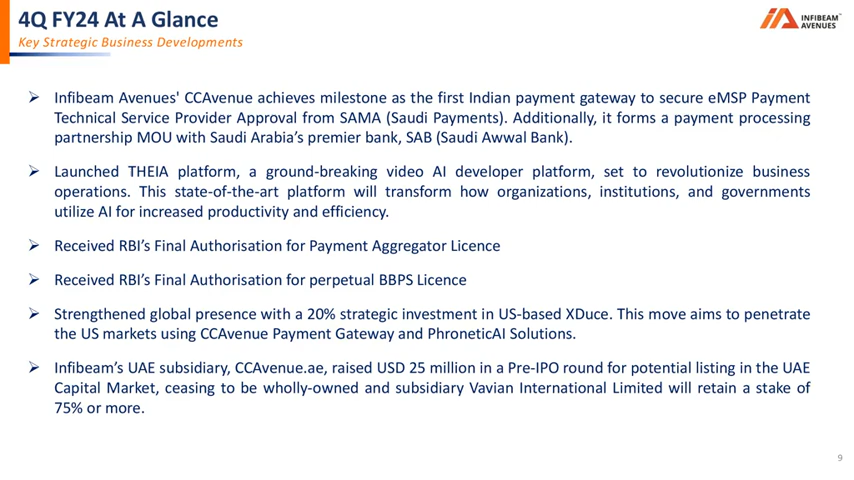 4Q FY24 At A Glance
Key Strategic Business Developments
INFIBEAM
AVENUES™
➢ Infibeam Avenues' CCAvenue achieves milestone as the first Indian payment gateway to secure eMSP Payment
Technical Service Provider Approval from SAMA (Saudi Payments). Additionally, it forms a payment processing
partnership MOU with Saudi Arabia’s premier bank, SAB (Saudi Awwal Bank).
➢ Launched THEIA platform, a ground-breaking video AI developer platform, set to revolutionize business
operations. This state-of-the-art platform will transform how organizations, institutions, and governments
utilize AI for increased productivity and efficiency.
➢ Received RBI’s Final Authorisation for Payment Aggregator Licence
➢ Received RBI’s Final Authorisation for perpetual BBPS Licence
➢ Strengthened global presence with a 20% strategic investment in US-based XDuce. This move aims to penetrate
the US markets using CCAvenue Payment Gateway and PhroneticAI Solutions.
➢ Infibeam’s UAE subsidiary, CCAvenue.ae, raised USD 25 million in a Pre-IPO round for potential listing in the UAE
Capital Market, ceasing to be wholly-owned and subsidiary Vavian International Limited will retain a stake of
75% or more.
9